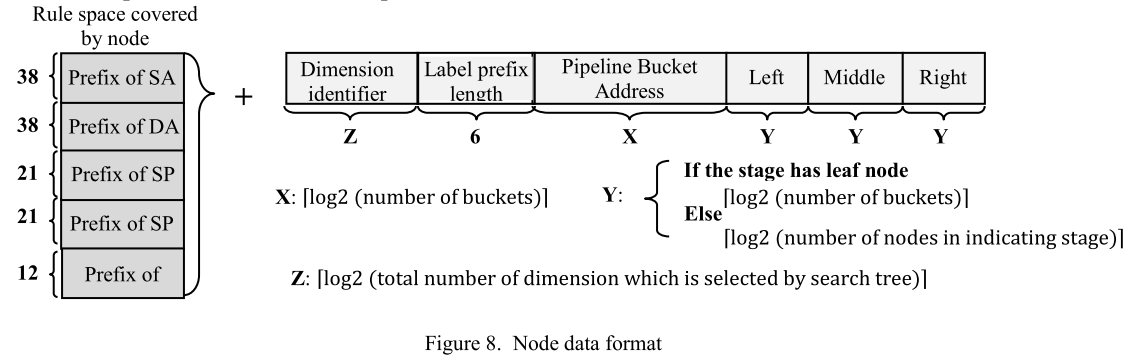 Rule space covered
by node
38 Prefix of SA
38 Prefix of DA
21 Prefix of SP
21 Prefix of SP
12 Prefix of
+
Dimension
identifier
Label prefix
length
Pipeline Bucket
Address
Left
Middle
Right
Z 6 X Y Y Y
X: ⌈log2 (number of buckets)⌉
Y:
If the stage has leaf node
⌈log2 (number of buckets)⌉
Else
⌈log2 (number of nodes in indicating stage)⌉
Z: ⌈log2 (total number of dimension which is selected by search tree)⌉
Figure 8. Node data format